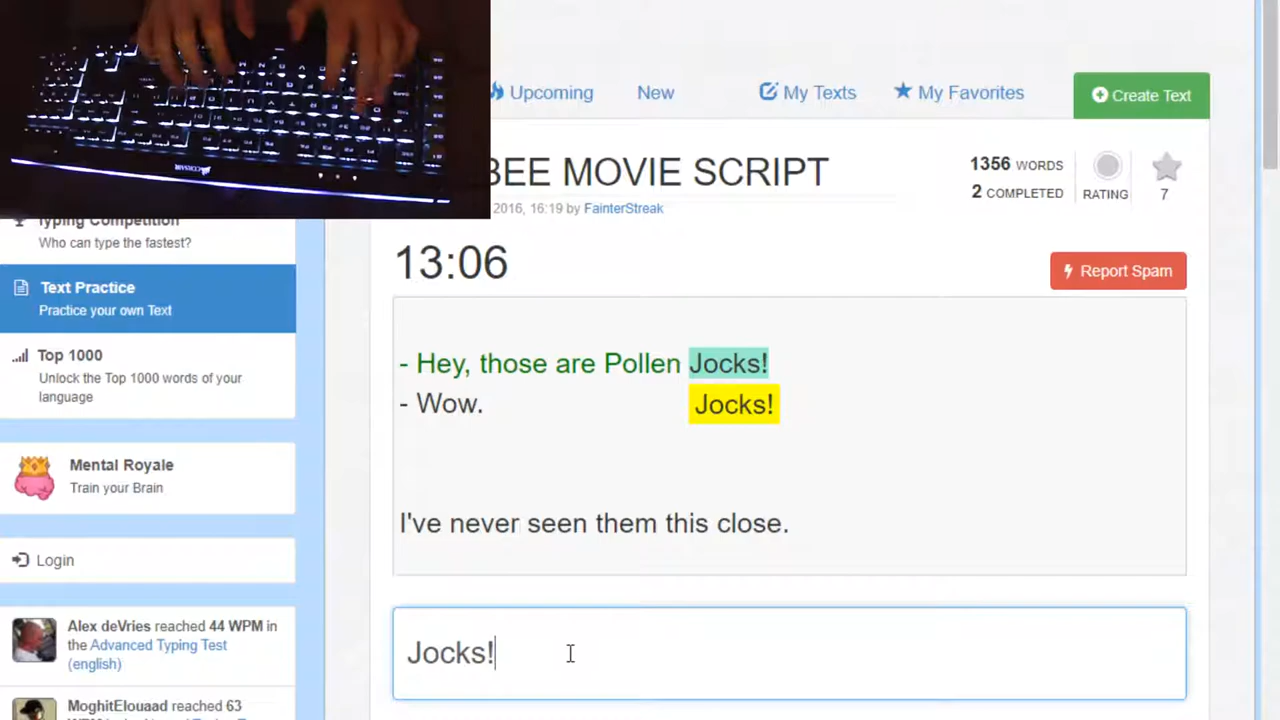 Upcoming New My Texts My Favorites Create Text
BEE MOVIE SCRIPT
1356 WORDS
2 COMPLETED
RATING
7
2016, 16:19 by FainterStreak
Typing Competition
Who can type the fastest?
13:06
Report Spam
Text Practice
Practice your own Text
- Hey, those are Pollen Jocks!
- Wow. Jocks!
Top 1000
Unlock the Top 1000 words of your
language
Mental Royale
Train your Brain
I've never seen them this close.
Login
Jocks!
Alex deVries reached 44 WPM in
the Advanced Typing Test
(english)
MoghitElouaad reached 63